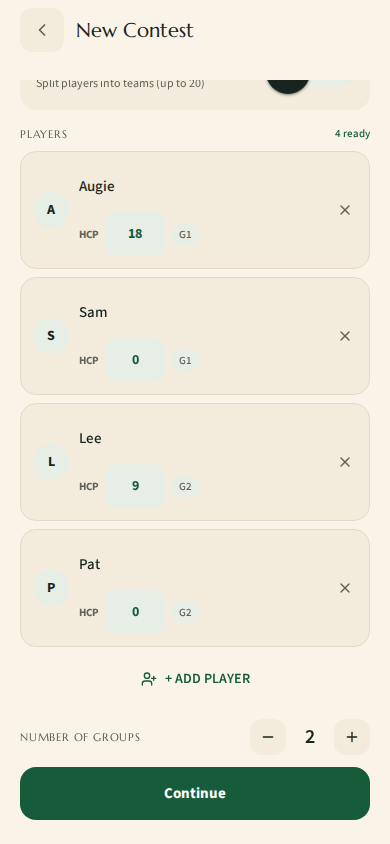 New Contest
Split players into teams (up to 20)
PLAYERS 4 ready
A Augie
HCP 18 G1
S Sam
HCP 0 G1
L Lee
HCP 9 G2
P Pat
HCP 0 G2
+ ADD PLAYER
NUMBER OF GROUPS 2
Continue